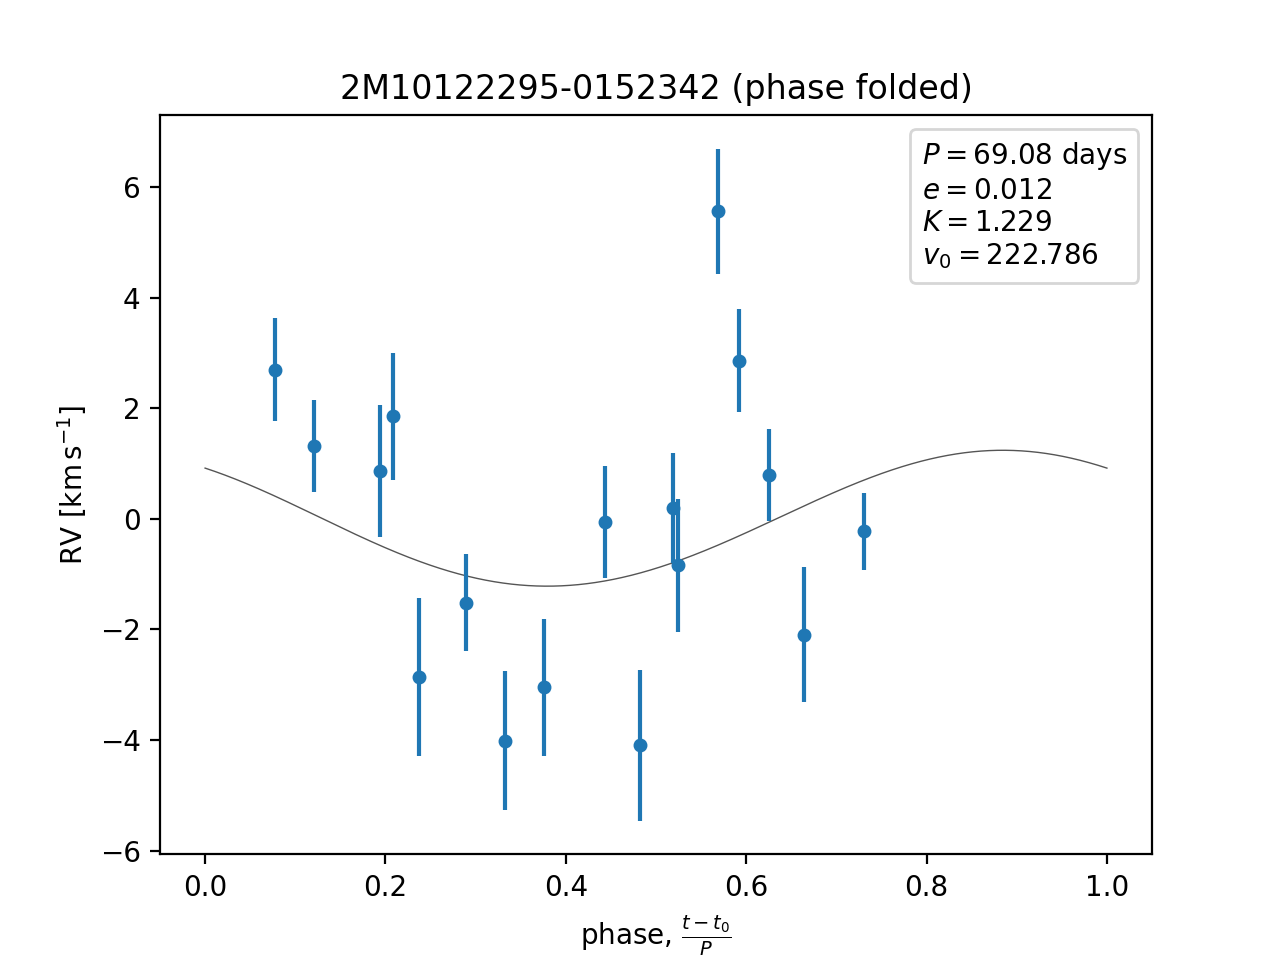 2M10122295-0152342 (phase folded)
P = 69.08 days
e = 0.012
K = 1.229
v₀ = 222.786
RV [km s⁻¹]
6
4
2
0
−2
−4
−6
0.0 0.2 0.4 0.6 0.8 1.0
phase, (t − t₀)/P